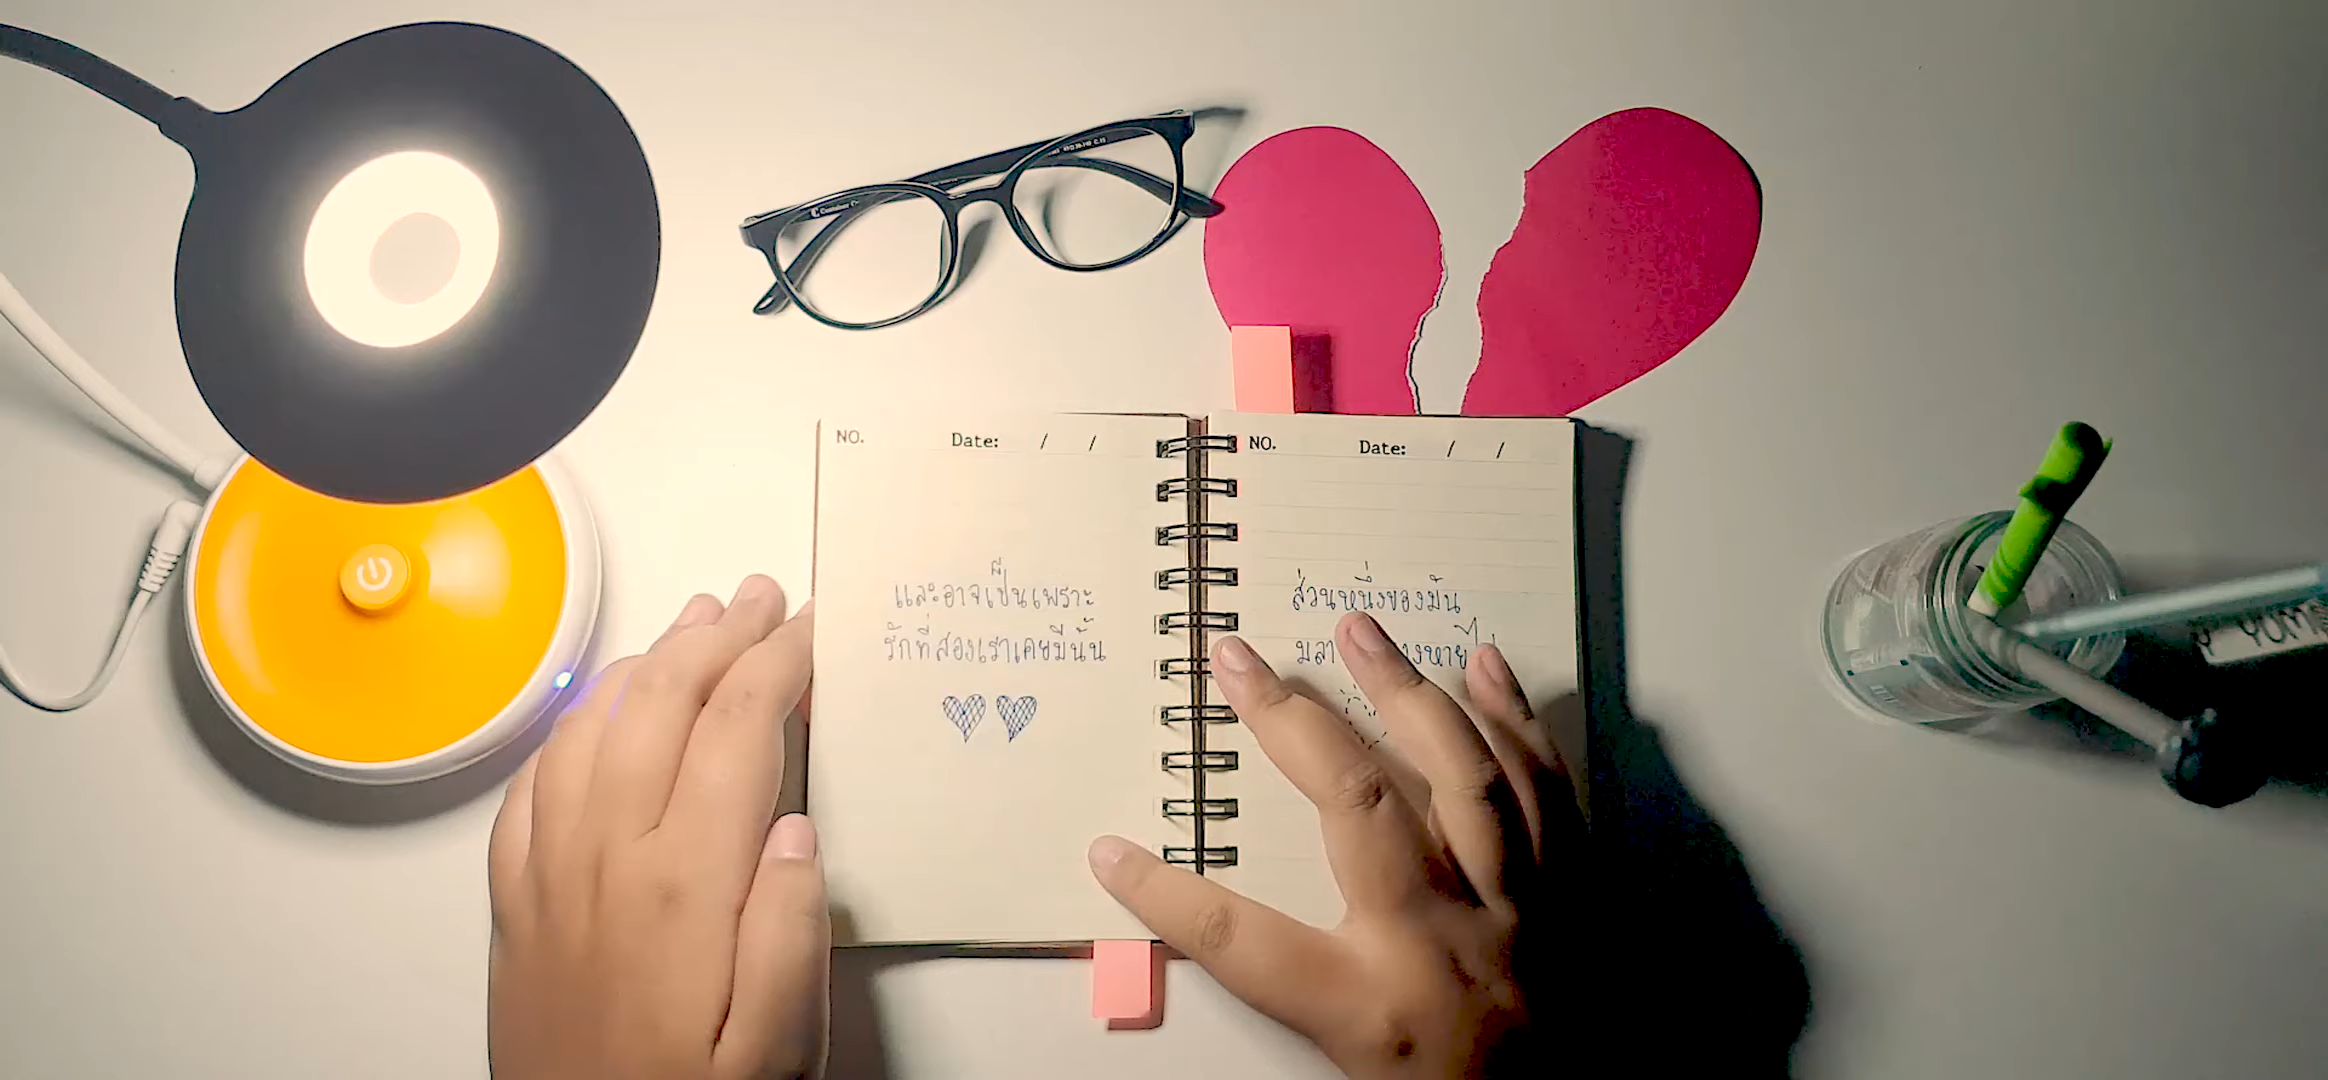 NO. Date: / /
และอาจเป็นเพราะ
รักที่สองเราเคยมีนั้น
NO. Date: / /
ส่วนหนึ่งของมัน